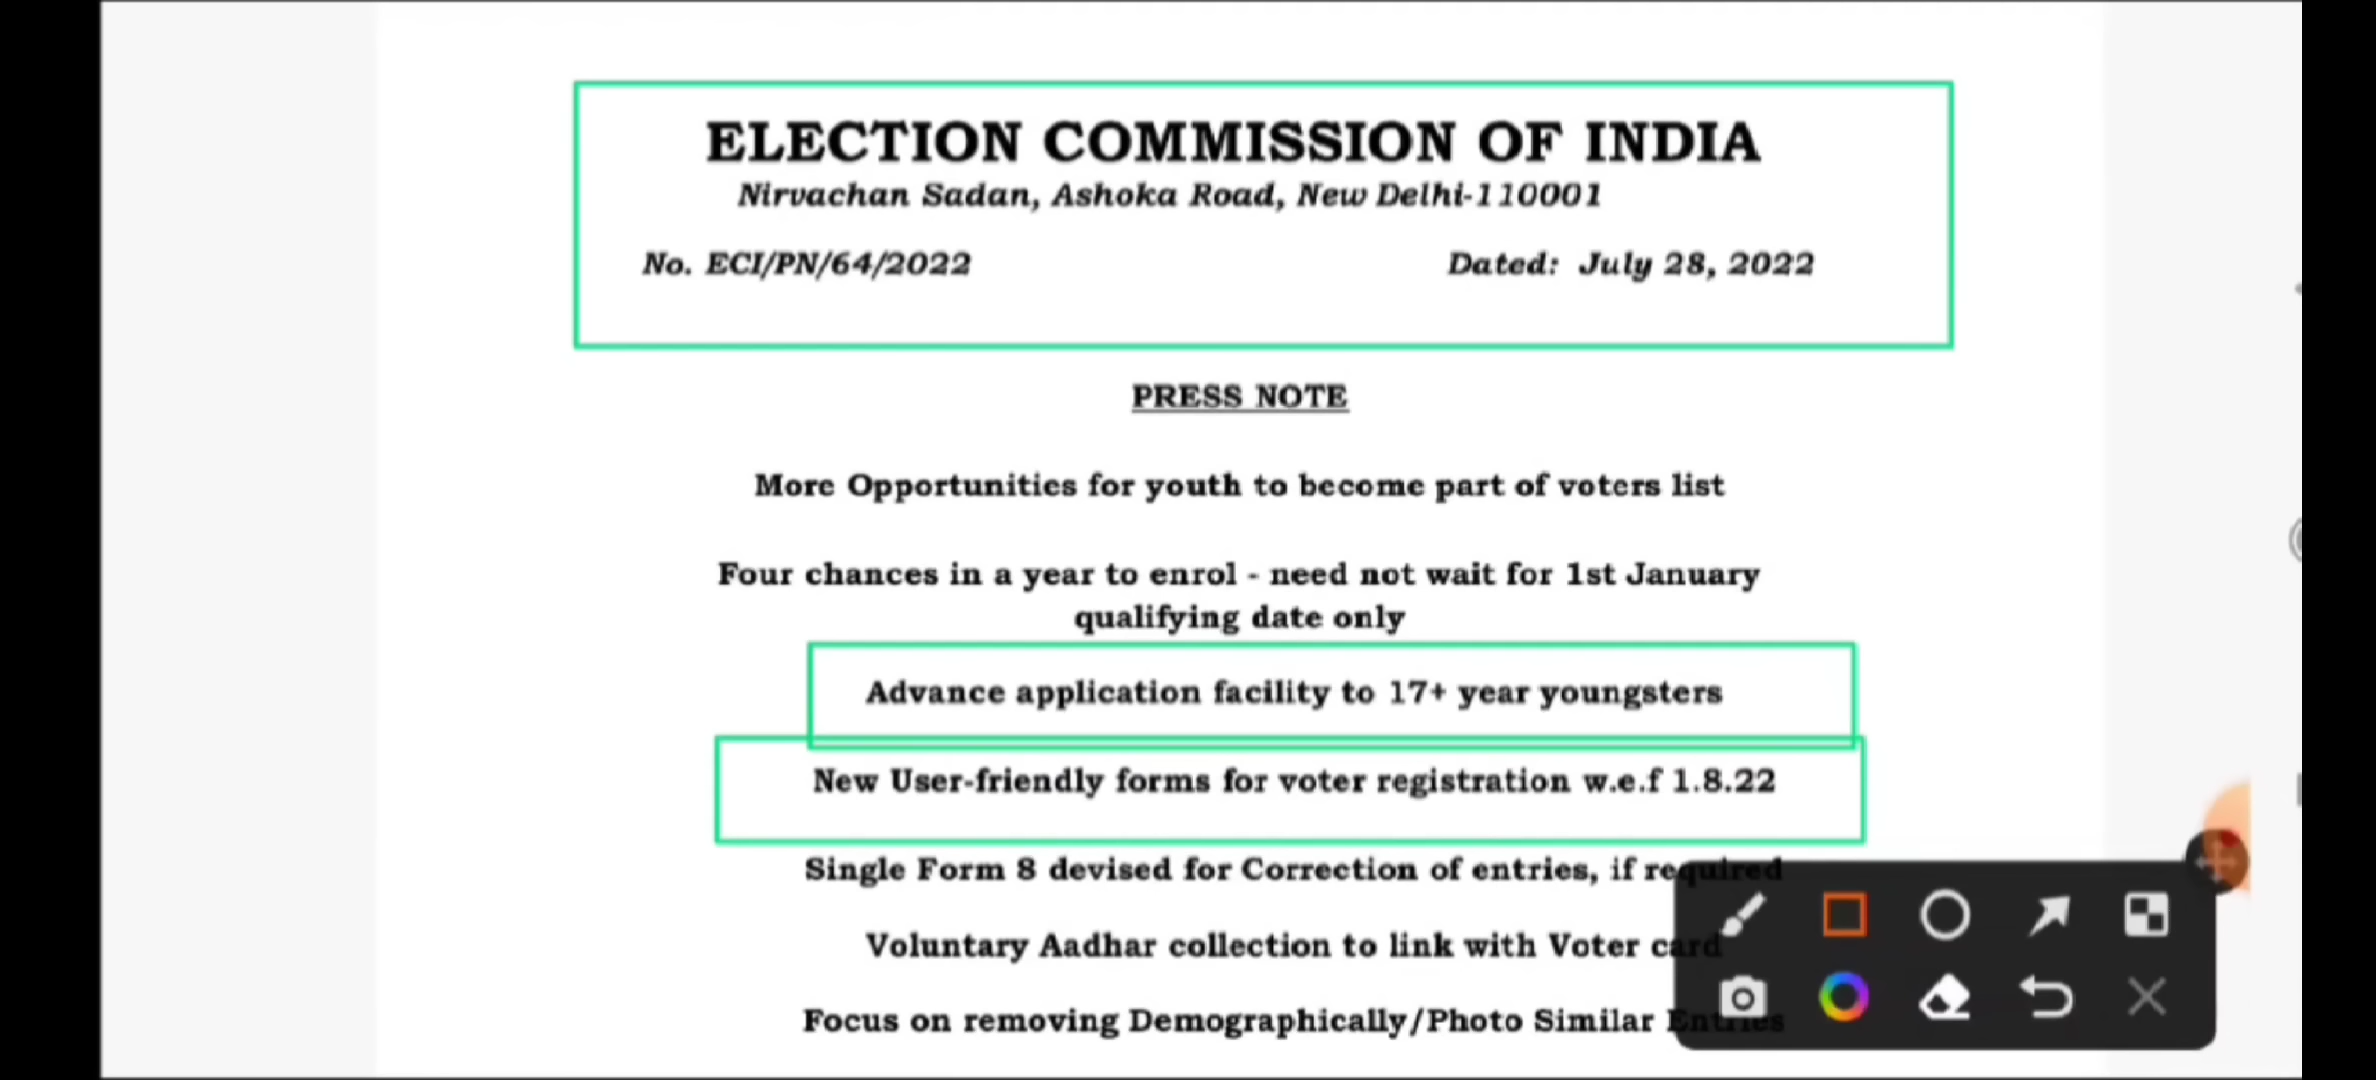 ELECTION COMMISSION OF INDIA
Nirvachan Sadan, Ashoka Road, New Delhi-110001
No. ECI/PN/64/2022 Dated: July 28, 2022
PRESS NOTE
More Opportunities for youth to become part of voters list
Four chances in a year to enrol - need not wait for 1st January
qualifying date only
Advance application facility to 17+ year youngsters
New User-friendly forms for voter registration w.e.f 1.8.22
Single Form 8 devised for Correction of entries, if required
Voluntary Aadhar collection to link with Voter card
Focus on removing Demographically/Photo Similar Entries